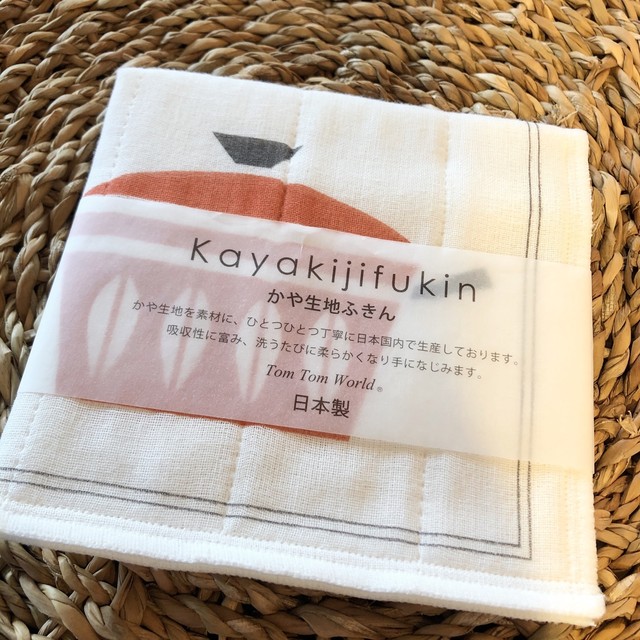 Kayakijifukin
かや生地ふきん
かや生地を素材に、ひとつひとつ丁寧に日本国内で生産しております。
吸収性に富み、洗うたびに柔らかくなり手になじみます。
Tom Tom World®
日本製